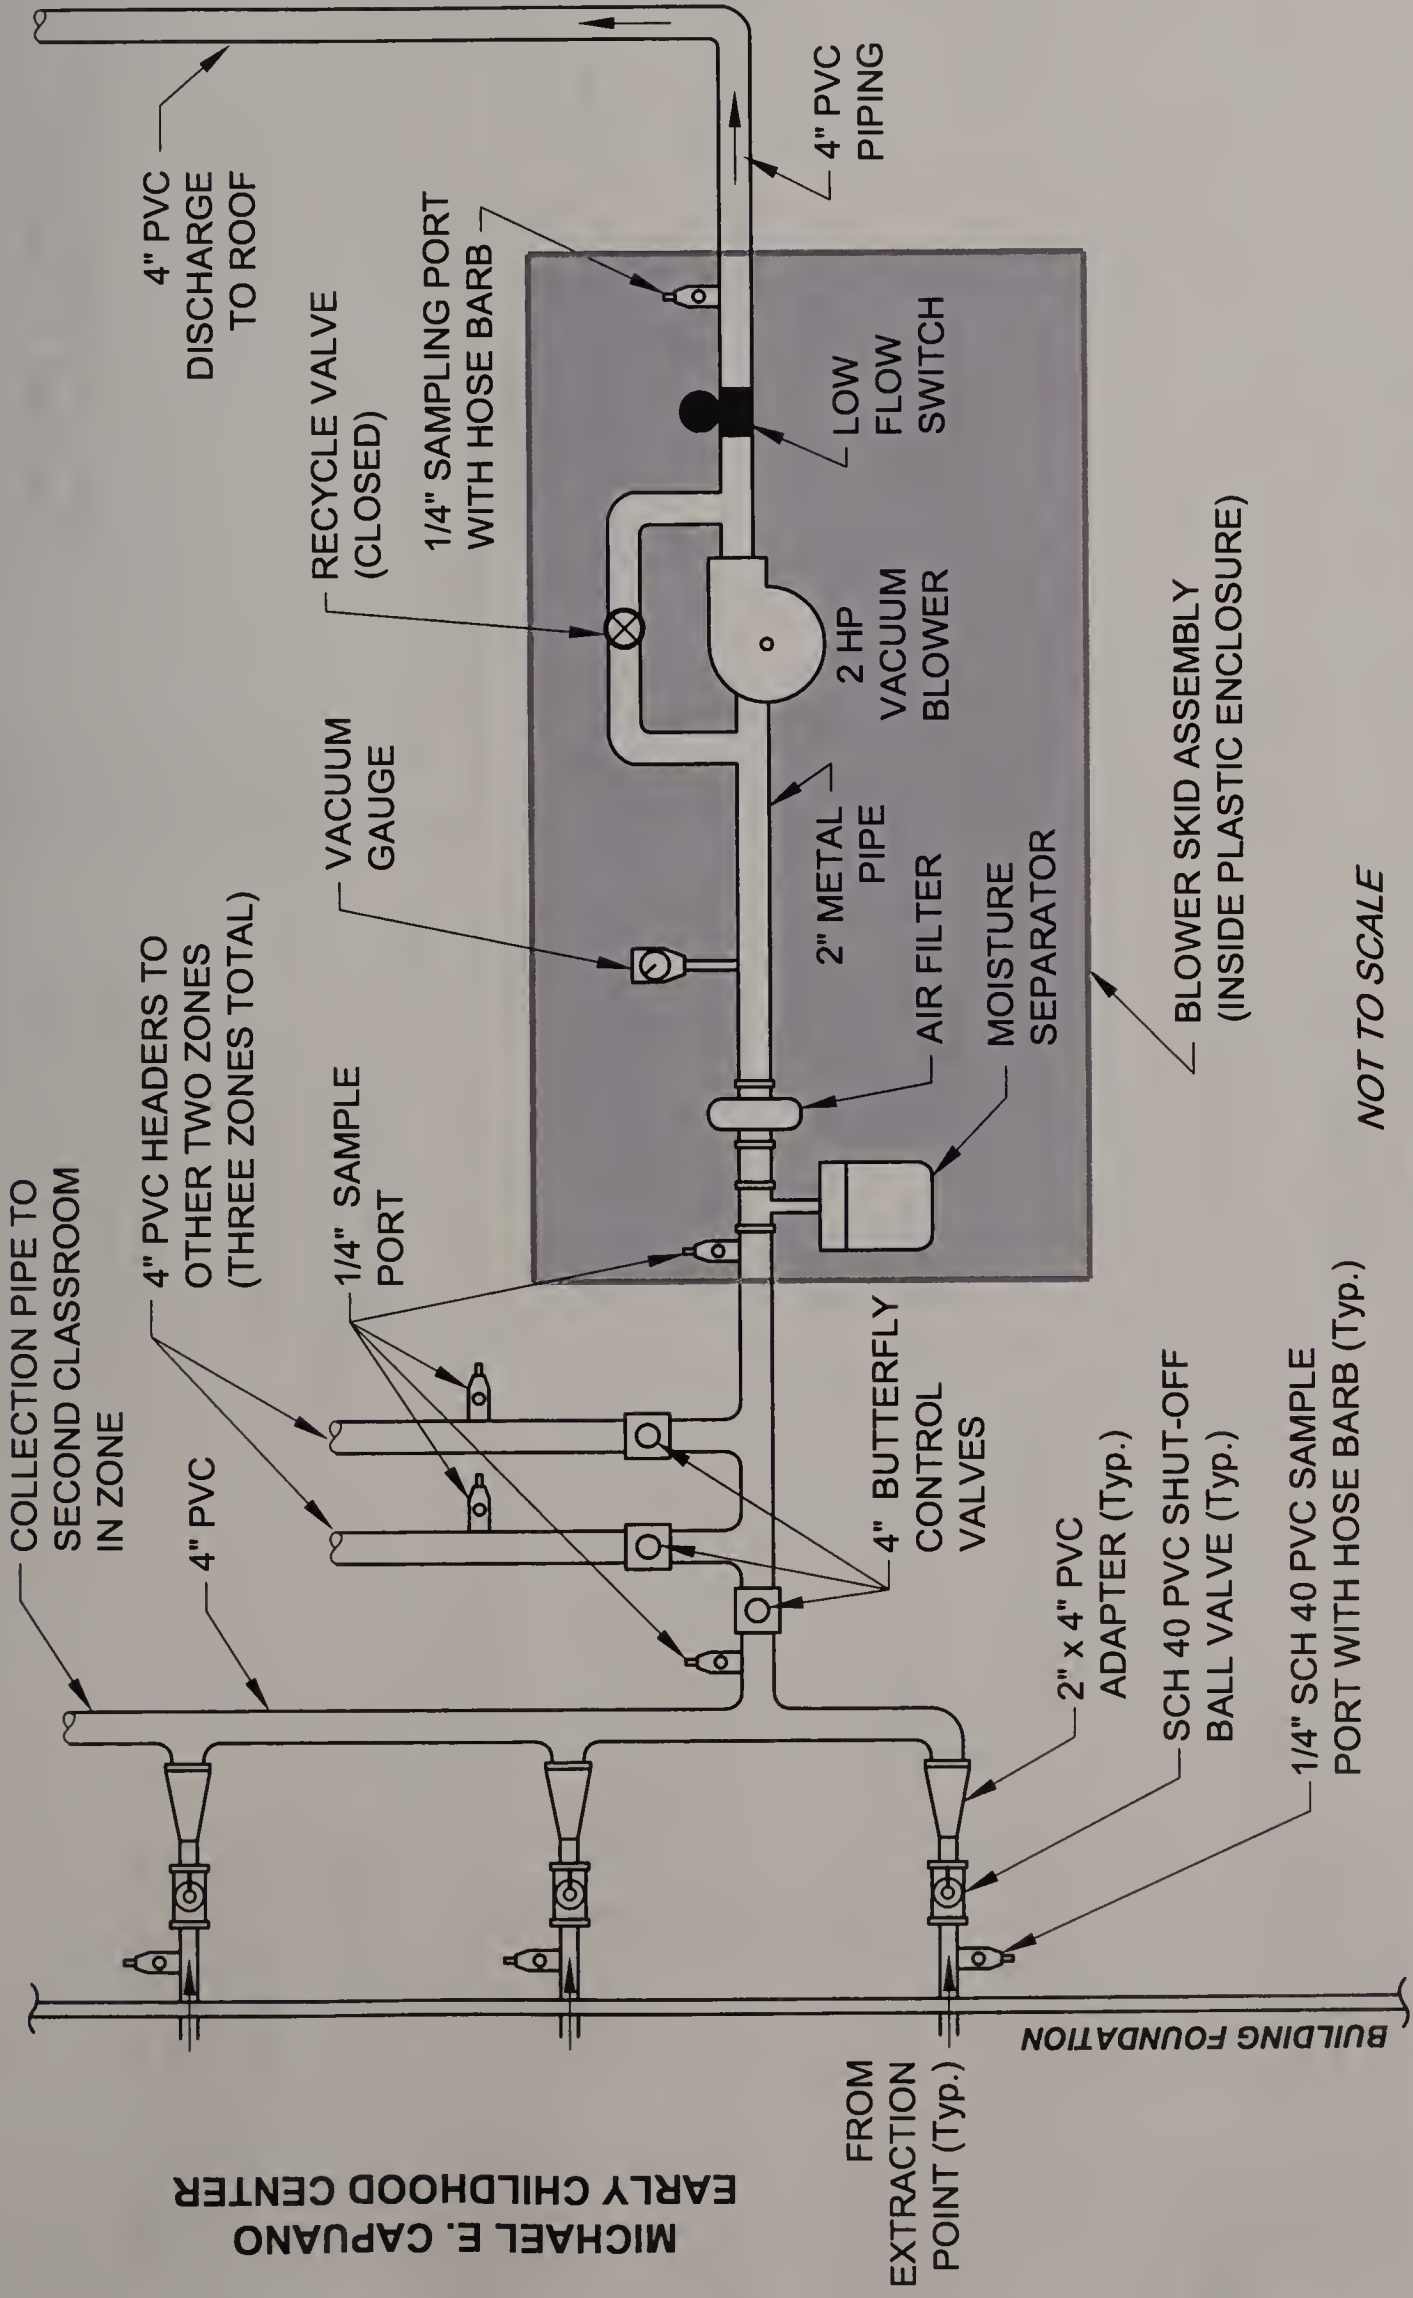 MICHAEL E. CAPUANO
EARLY CHILDHOOD CENTER
BUILDING FOUNDATION
FROM
EXTRACTION
POINT (Typ.)
COLLECTION PIPE TO
SECOND CLASSROOM
IN ZONE
4" PVC
4" PVC HEADERS TO
OTHER TWO ZONES
(THREE ZONES TOTAL)
1/4" SAMPLE
PORT
VACUUM
GAUGE
RECYCLE VALVE
(CLOSED)
1/4" SAMPLING PORT
WITH HOSE BARB
4" PVC
DISCHARGE
TO ROOF
4" PVC
PIPING
LOW
FLOW
SWITCH
2 HP
VACUUM
BLOWER
2" METAL
PIPE
AIR FILTER
MOISTURE
SEPARATOR
4" BUTTERFLY
CONTROL
VALVES
2" x 4" PVC
ADAPTER (Typ.)
SCH 40 PVC SHUT-OFF
BALL VALVE (Typ.)
1/4" SCH 40 PVC SAMPLE
PORT WITH HOSE BARB (Typ.)
BLOWER SKID ASSEMBLY
(INSIDE PLASTIC ENCLOSURE)
NOT TO SCALE